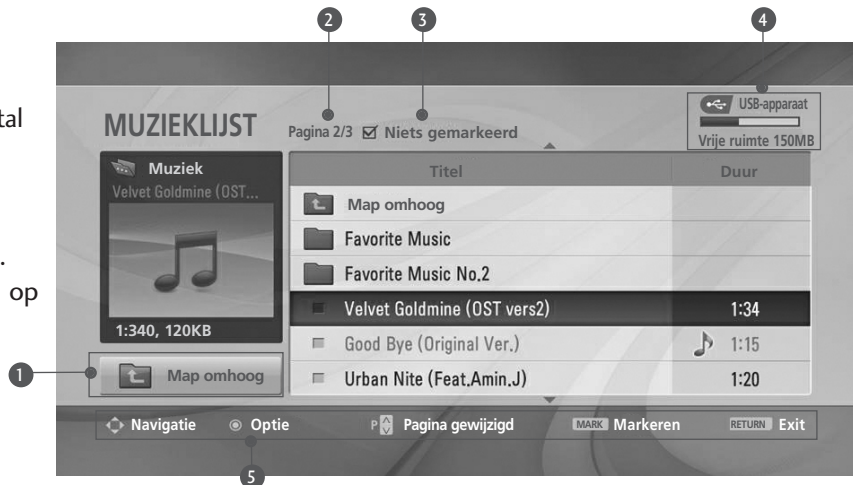 2 3 4
tal
.
op
MUZIEKLIJST
Pagina 2/3 Niets gemarkeerd
USB-apparaat
Vrije ruimte 150MB
Muziek
Velvet Goldmine (OST...
1:340, 120KB
1 Map omhoog
Titel Duur
Map omhoog
Favorite Music
Favorite Music No.2
Velvet Goldmine (OST vers2) 1:34
Good Bye (Original Ver.) 1:15
Urban Nite (Feat.Amin.J) 1:20
Navigatie Optie P Pagina gewijzigd MARK Markeren RETURN Exit
5